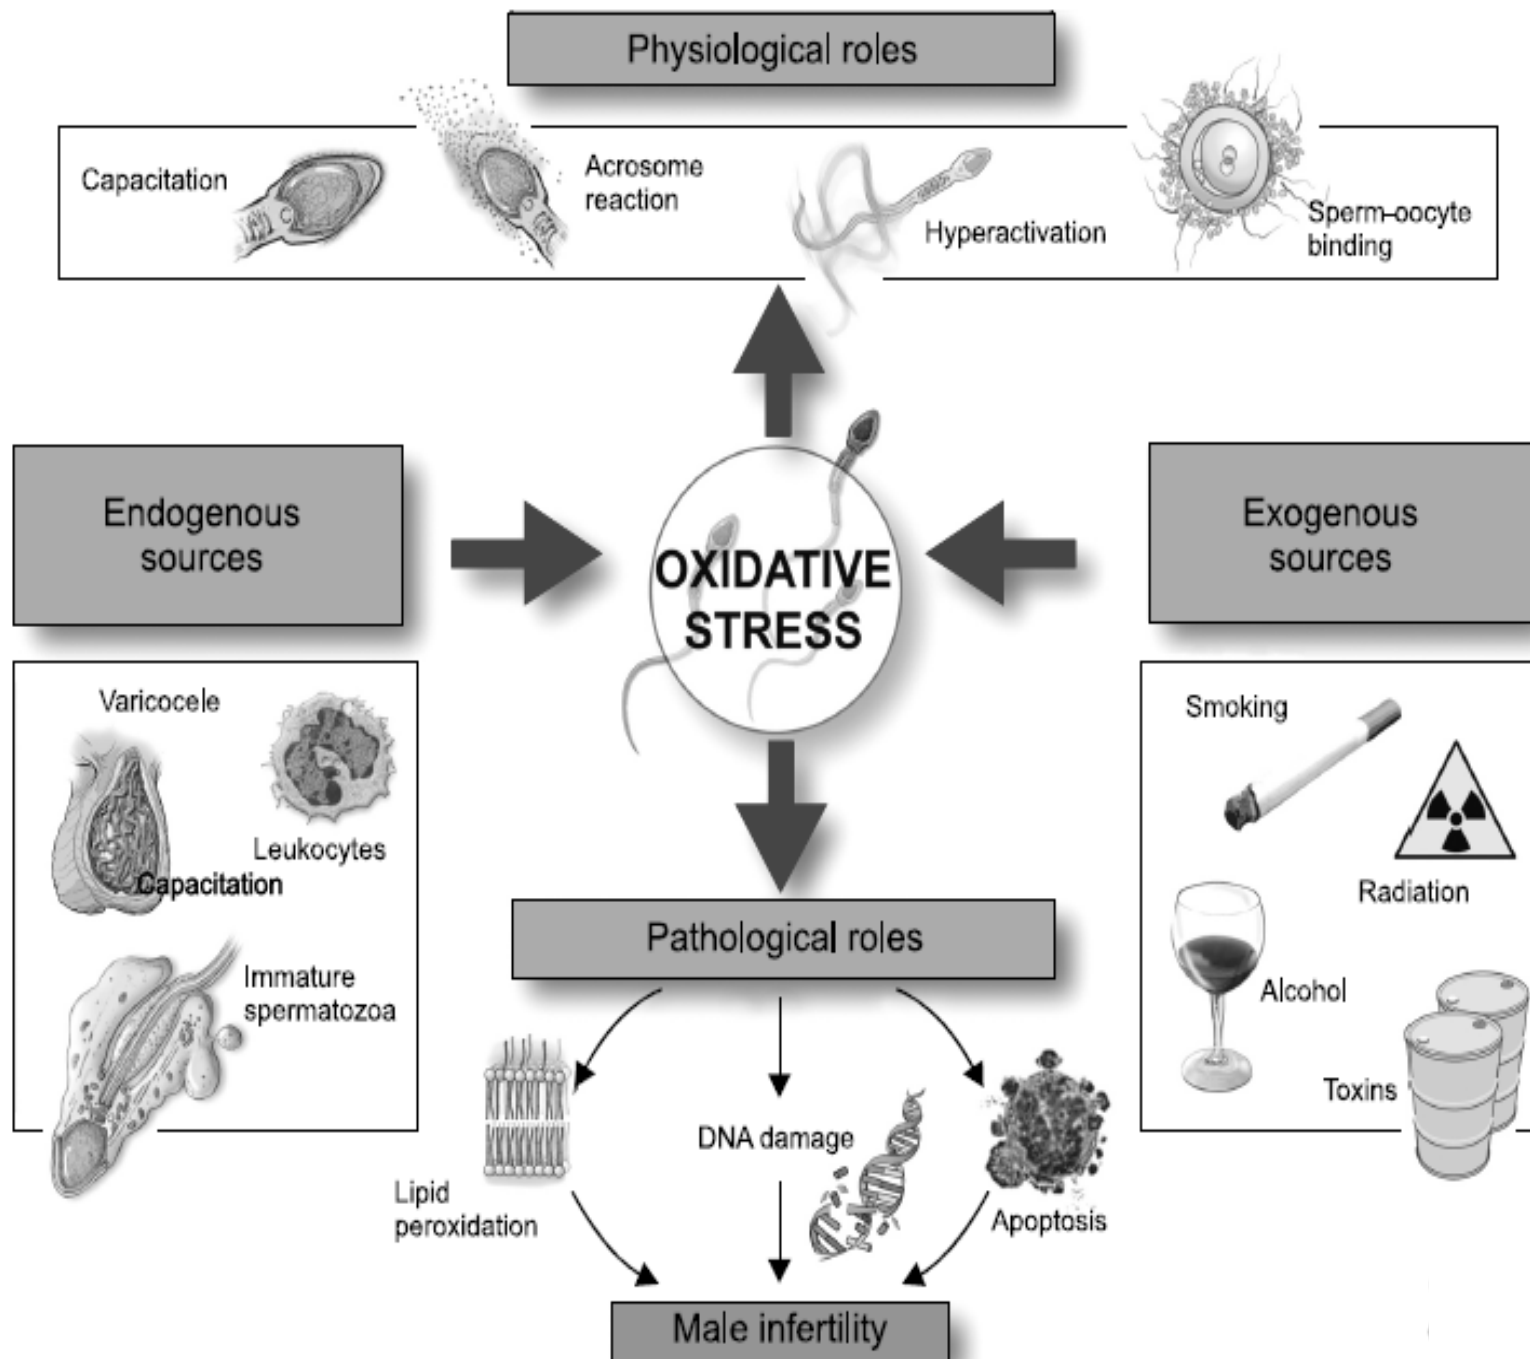 Physiological roles
Capacitation
Acrosome
reaction
Hyperactivation
Sperm-oocyte
binding
Endogenous
sources
OXIDATIVE
STRESS
Exogenous
sources
Varicocele
Leukocytes
Capacitation
Immature
spermatozoa
Smoking
Radiation
Alcohol
Toxins
Pathological roles
Lipid
peroxidation
DNA damage
Apoptosis
Male infertility